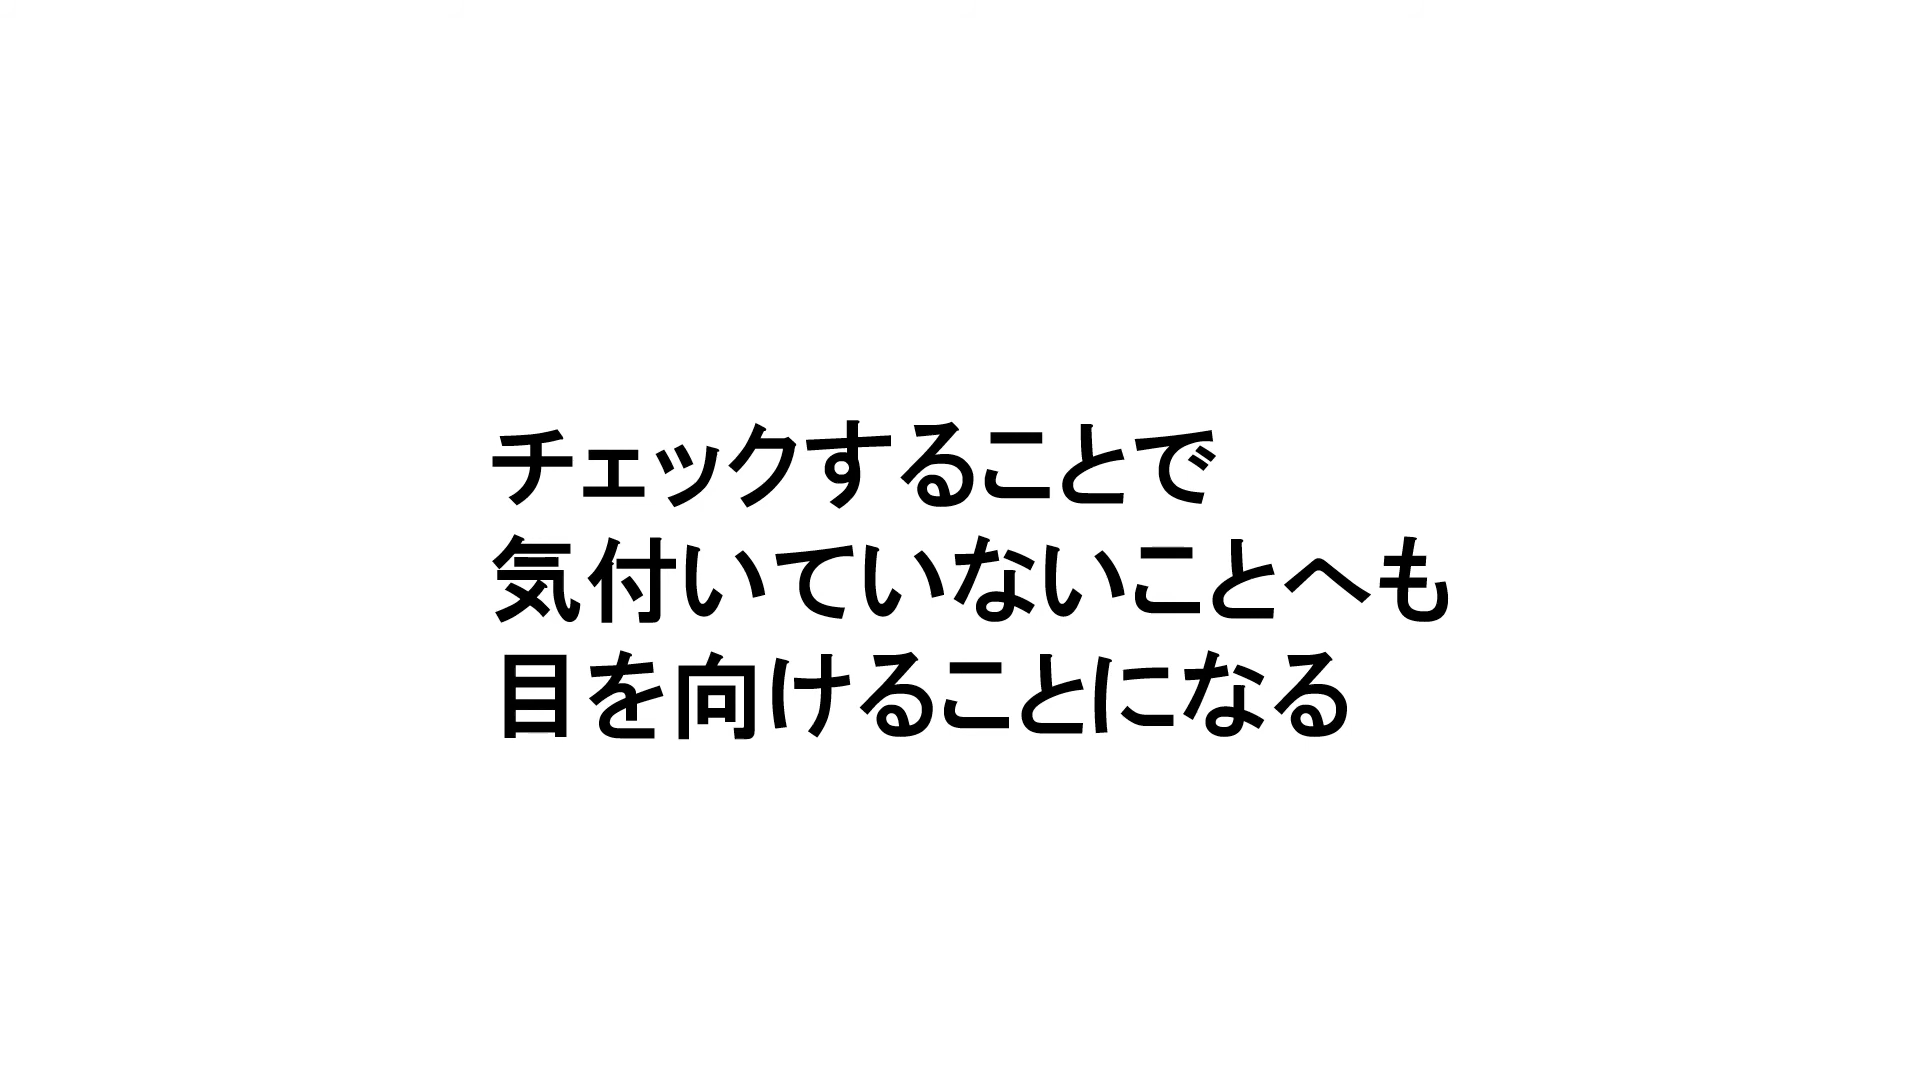 チェックすることで
気付いていないことへも
目を向けることになる